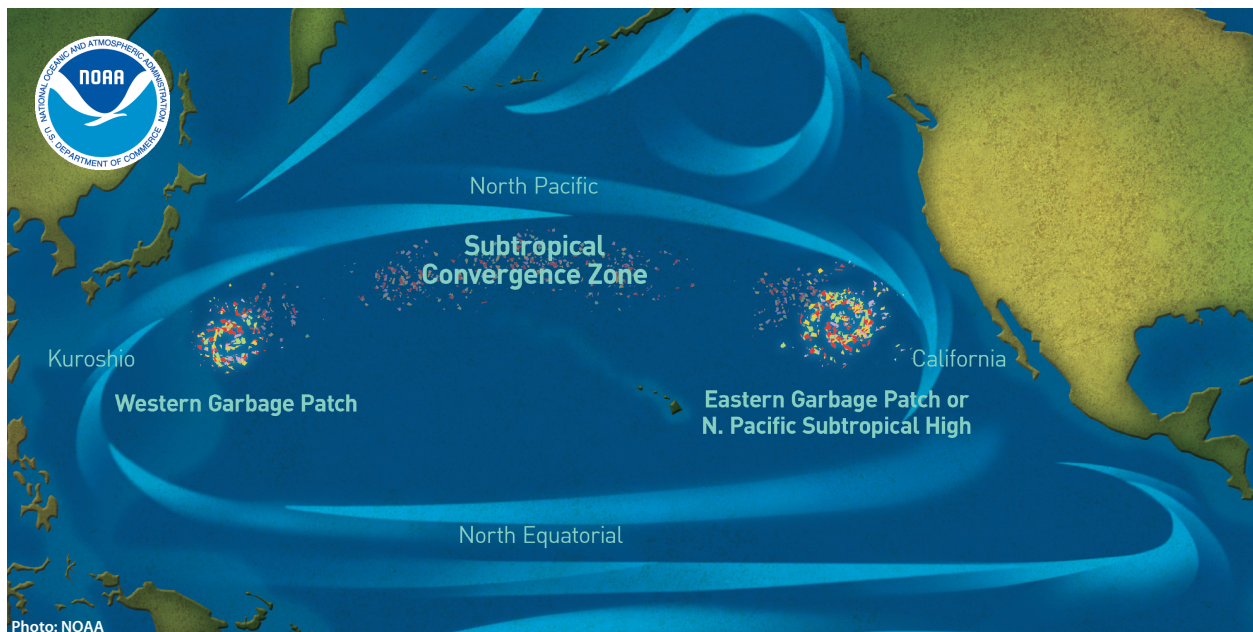 NATIONAL OCEANIC AND ATMOSPHERIC ADMINISTRATION
NOAA
U.S. DEPARTMENT OF COMMERCE
North Pacific
Subtropical
Convergence Zone
Kuroshio
California
Western Garbage Patch
Eastern Garbage Patch or
N. Pacific Subtropical High
North Equatorial
Photo: NOAA